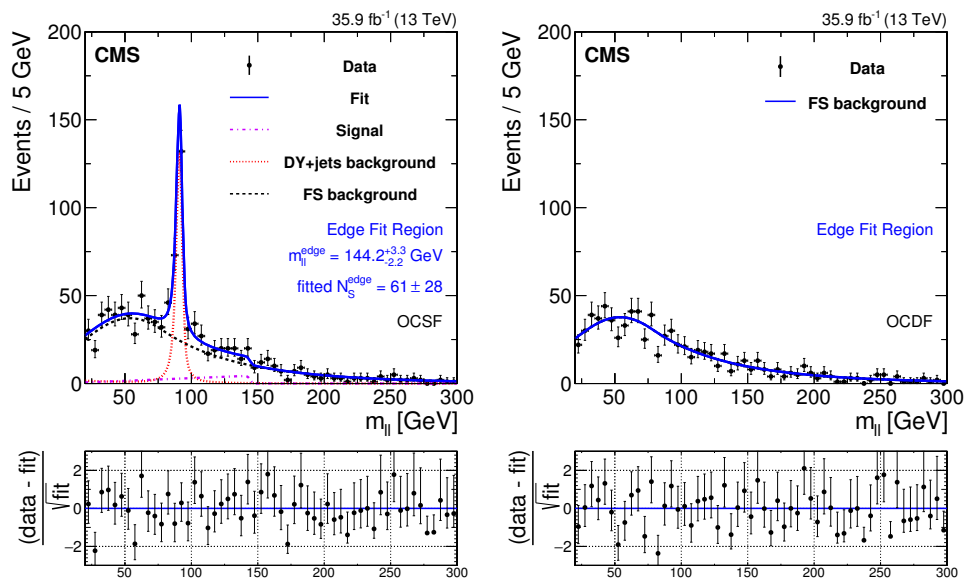 35.9 fb⁻¹ (13 TeV)
CMS
Data
Fit
Signal
DY+jets background
FS background
Edge Fit Region
m_ll^edge = 144.2 +3.3 -2.2 GeV
fitted N_S^edge = 61 ± 28
OCSF
Events / 5 GeV
200
150
100
50
0
50 100 150 200 250 300
m_ll [GeV]
(data - fit)
√fit
2
0
−2
50 100 150 200 250 300
35.9 fb⁻¹ (13 TeV)
CMS
Data
FS background
Edge Fit Region
OCDF
Events / 5 GeV
200
150
100
50
0
50 100 150 200 250 300
m_ll [GeV]
(data - fit)
√fit
2
0
−2
50 100 150 200 250 300